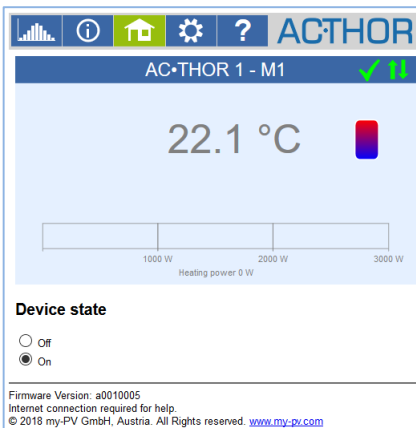 ?
AC•THOR
AC•THOR 1 - M1
22.1 °C
1000 W 2000 W 3000 W
Heating power 0 W
Device state
Off
On
Firmware Version: a0010005
Internet connection required for help.
© 2018 my-PV GmbH, Austria. All Rights reserved. www.my-pv.com